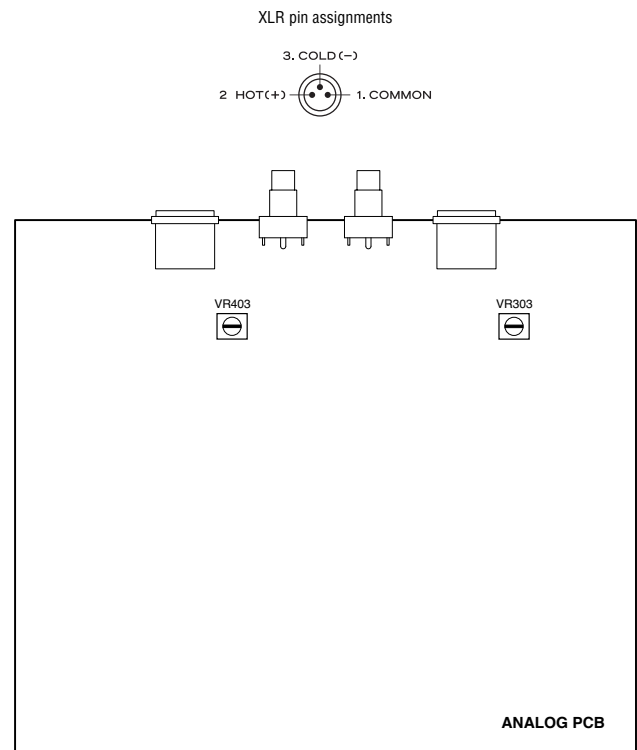 XLR pin assignments
3. COLD (−)
2 HOT(+) 1. COMMON
VR403 VR303
ANALOG PCB